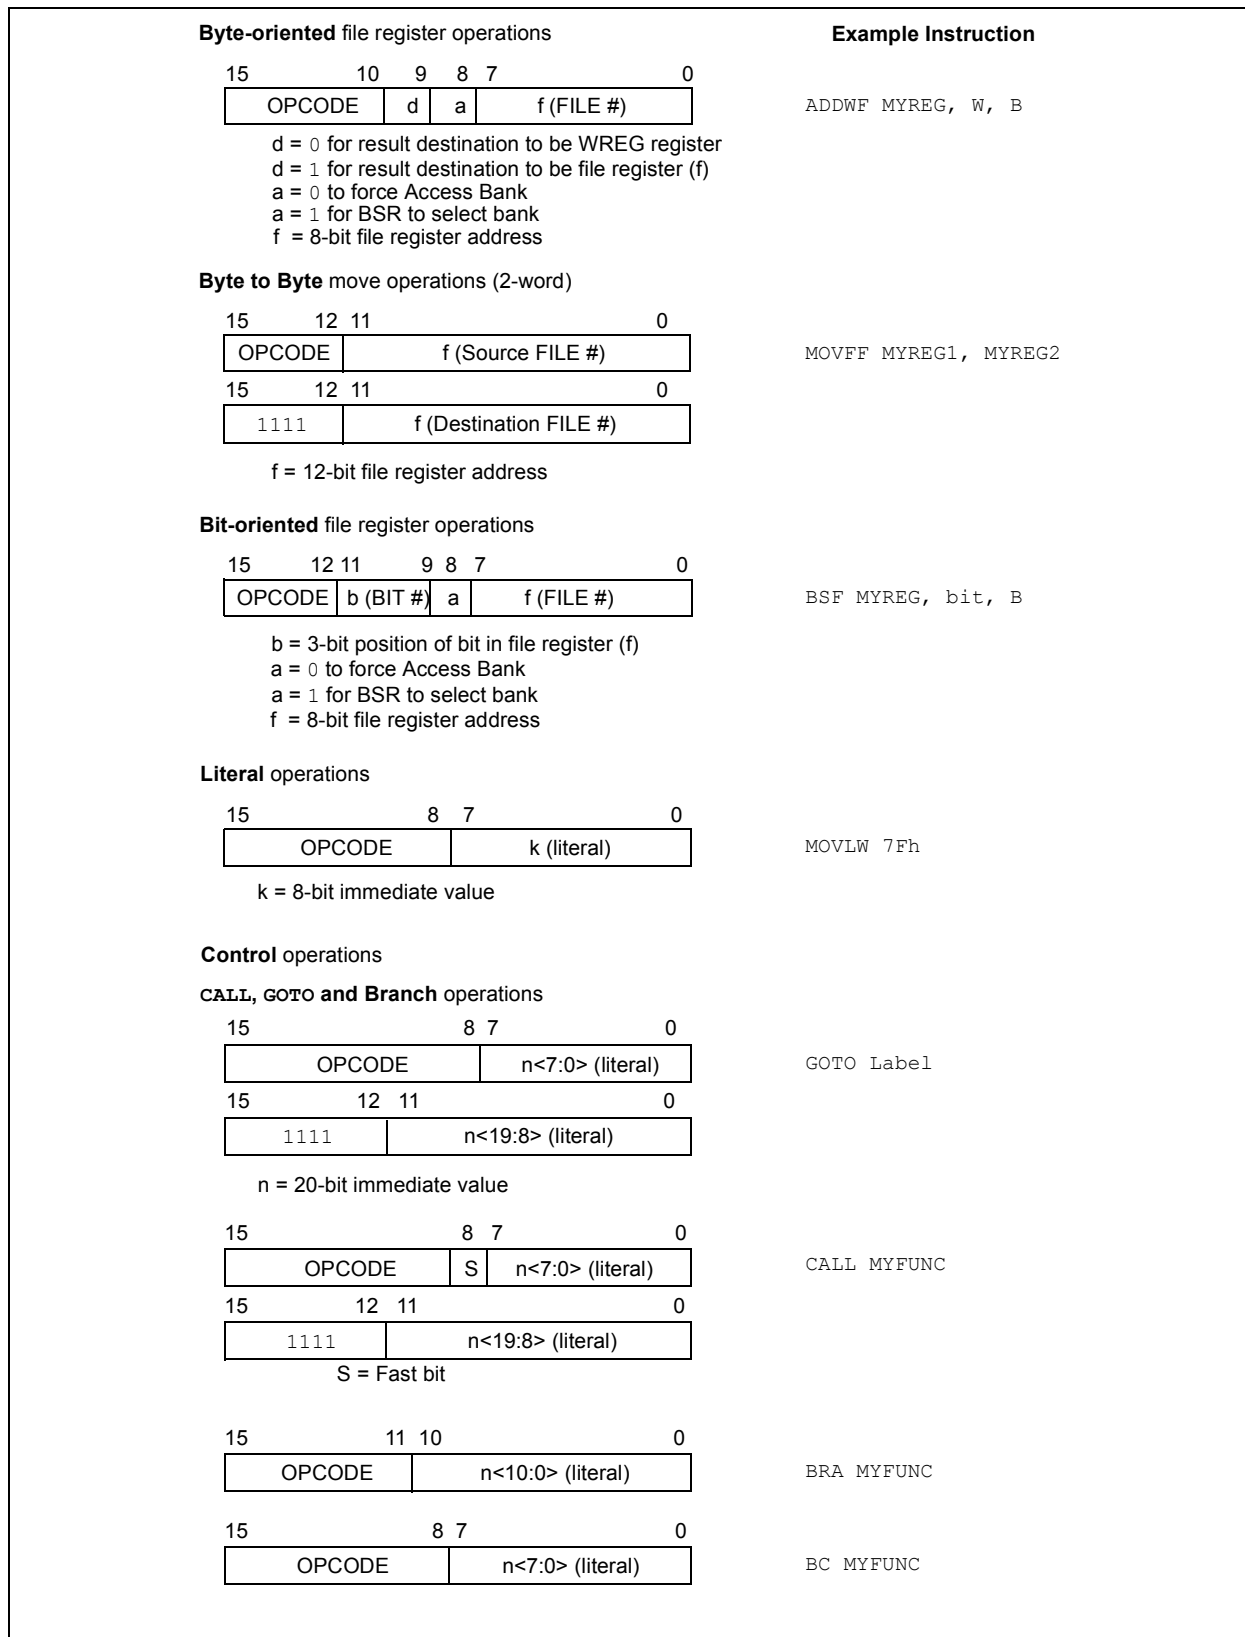 Byte-oriented file register operations
Example Instruction
15 10 9 8 7 0
OPCODE d a f (FILE #)
ADDWF MYREG, W, B
d = 0 for result destination to be WREG register
d = 1 for result destination to be file register (f)
a = 0 to force Access Bank
a = 1 for BSR to select bank
f = 8-bit file register address
Byte to Byte move operations (2-word)
15 12 11 0
OPCODE f (Source FILE #)
MOVFF MYREG1, MYREG2
15 12 11 0
1111 f (Destination FILE #)
f = 12-bit file register address
Bit-oriented file register operations
15 12 11 9 8 7 0
OPCODE b (BIT #) a f (FILE #)
BSF MYREG, bit, B
b = 3-bit position of bit in file register (f)
a = 0 to force Access Bank
a = 1 for BSR to select bank
f = 8-bit file register address
Literal operations
15 8 7 0
OPCODE k (literal)
MOVLW 7Fh
k = 8-bit immediate value
Control operations
CALL, GOTO and Branch operations
15 8 7 0
OPCODE n<7:0> (literal)
GOTO Label
15 12 11 0
1111 n<19:8> (literal)
n = 20-bit immediate value
15 8 7 0
OPCODE S n<7:0> (literal)
CALL MYFUNC
15 12 11 0
1111 n<19:8> (literal)
S = Fast bit
15 11 10 0
OPCODE n<10:0> (literal)
BRA MYFUNC
15 8 7 0
OPCODE n<7:0> (literal)
BC MYFUNC